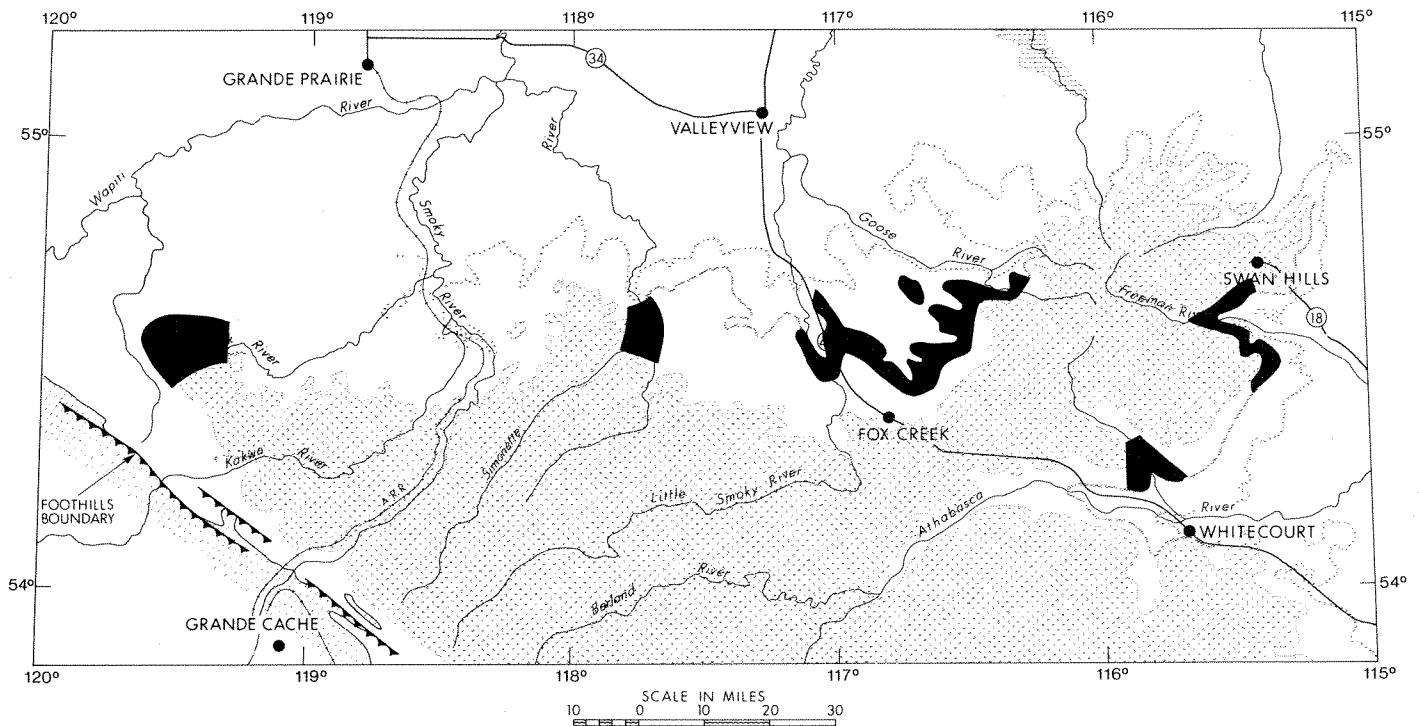 120°
119°
118°
117°
116°
115°
34
GRANDE PRAIRIE
River
VALLEYVIEW
River
55°
55°
Wapiti
Smoky
Goose
River
SWAN HILLS
River
Freeman
18
River
FOX CREEK
Kakwa
River
Simonette
FOOTHILLS
BOUNDARY
A.R.R.
Little
Smoky River
Athabasca
River
WHITECOURT
54°
54°
Berland
River
GRANDE CACHE
120°
119°
118°
117°
116°
115°
SCALE IN MILES
10 0 10 20 30